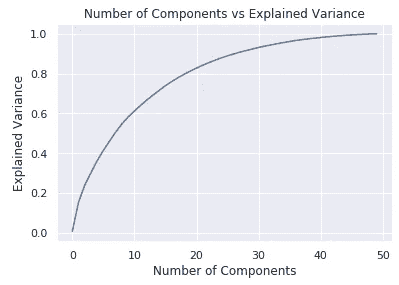 Number of Components vs Explained Variance
Explained Variance
1.0
0.8
0.6
0.4
0.2
0.0
0 10 20 30 40 50
Number of Components